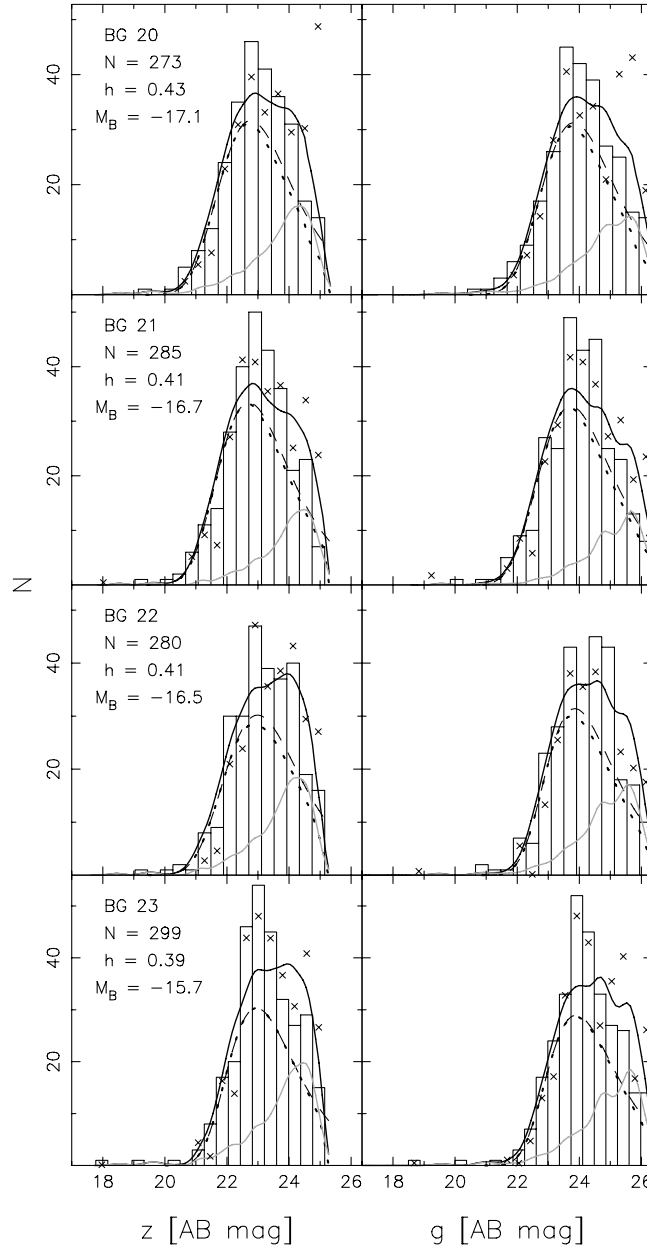 BG 20
N = 273
h = 0.43
M_B = −17.1
40
20
BG 21
N = 285
h = 0.41
M_B = −16.7
40
20
N
BG 22
N = 280
h = 0.41
M_B = −16.5
40
20
BG 23
N = 299
h = 0.39
M_B = −15.7
40
20
18 20 22 24 26 18 20 22 24 26
z [AB mag] g [AB mag]